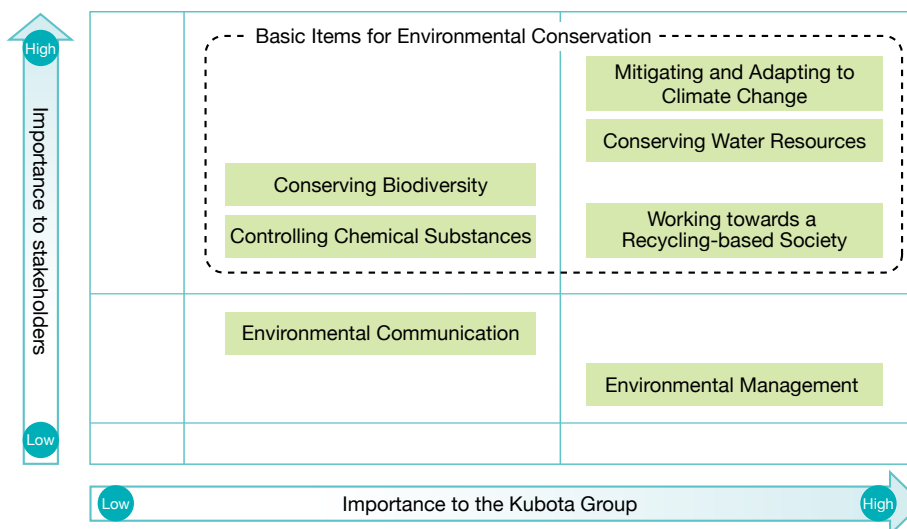 High
Importance to stakeholders
Low
Basic Items for Environmental Conservation
Mitigating and Adapting to
Climate Change
Conserving Water Resources
Conserving Biodiversity
Controlling Chemical Substances
Working towards a
Recycling-based Society
Environmental Communication
Environmental Management
Low
Importance to the Kubota Group
High